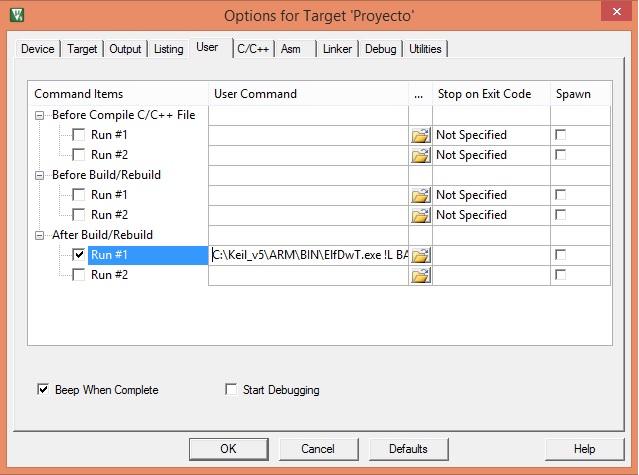 Options for Target 'Proyecto'
Device Target Output Listing User C/C++ Asm Linker Debug Utilities
Command Items User Command ... Stop on Exit Code Spawn
Before Compile C/C++ File
Run #1 Not Specified
Run #2 Not Specified
Before Build/Rebuild
Run #1 Not Specified
Run #2 Not Specified
After Build/Rebuild
Run #1 C:\Keil_v5\ARM\BIN\ElfDwT.exe !L BA
Run #2
Beep When Complete Start Debugging
OK Cancel Defaults Help